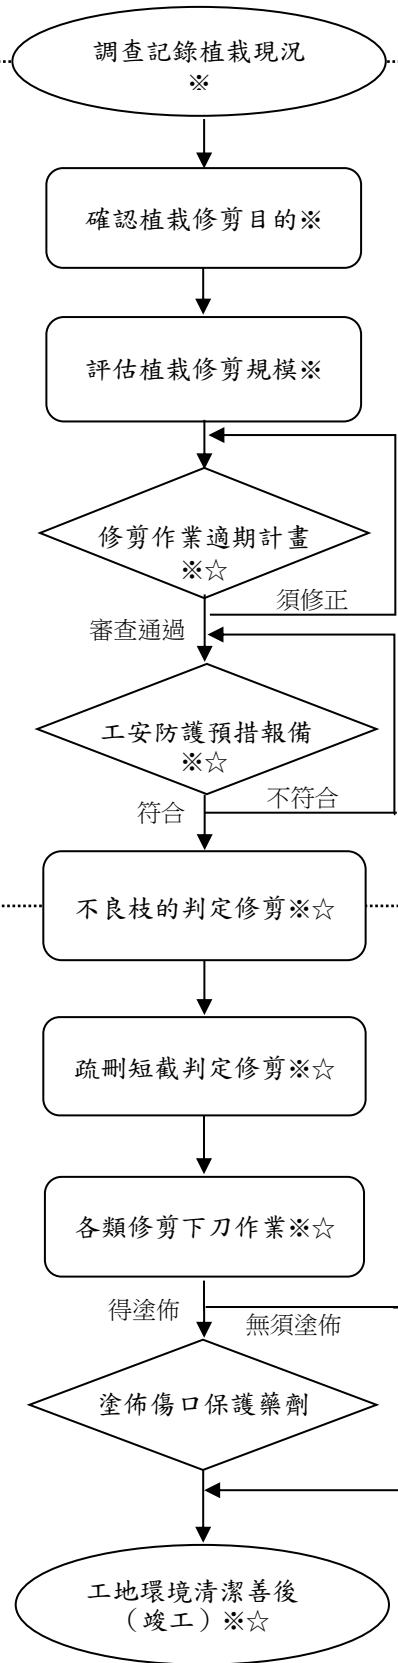 調查記錄植栽現況
※
確認植栽修剪目的※
評估植栽修剪規模※
修剪作業適期計畫
※☆
須修正
審查通過
工安防護預措報備
※☆
不符合
符合
不良枝的判定修剪※☆
疏刪短截判定修剪※☆
各類修剪下刀作業※☆
得塗佈
無須塗佈
塗佈傷口保護藥劑
工地環境清潔善後
（竣工）※☆